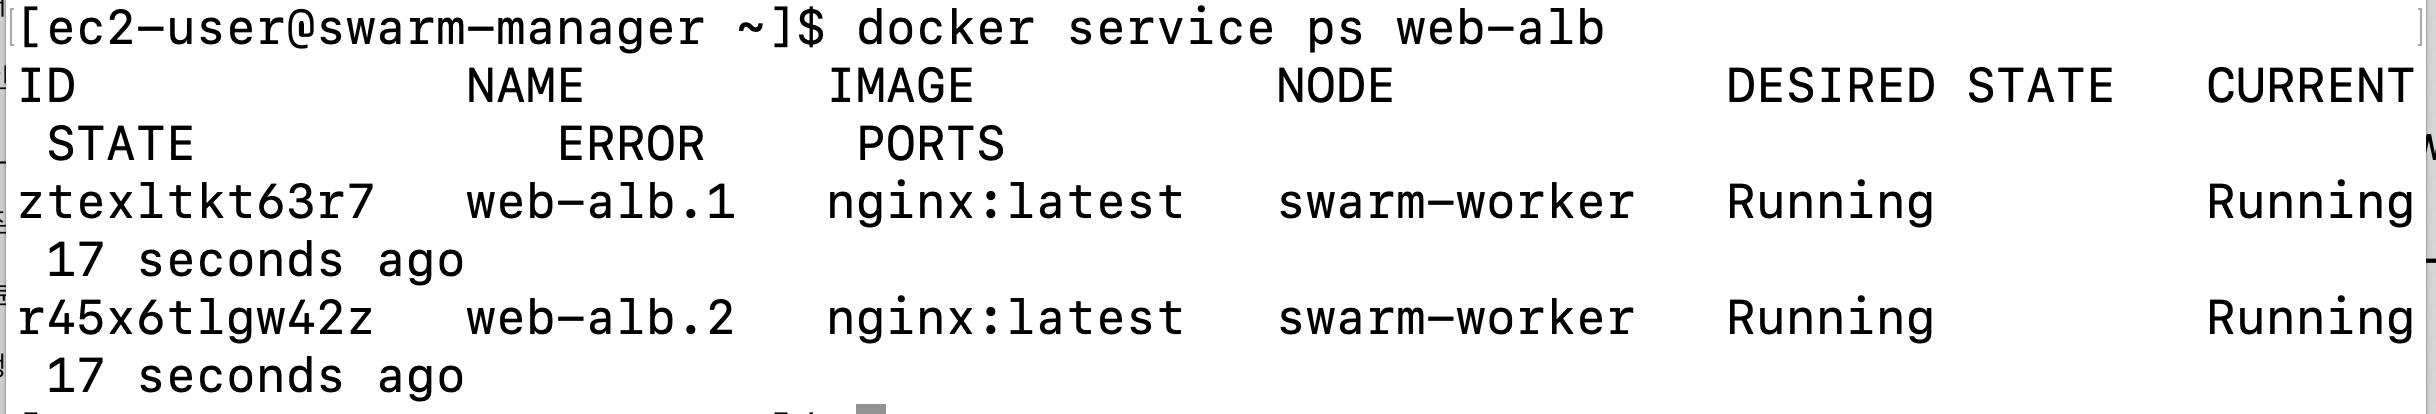 [ec2-user@swarm-manager ~]$ docker service ps web-alb
ID             NAME        IMAGE          NODE           DESIRED STATE   CURRENT
 STATE            ERROR     PORTS
ztexltkt63r7   web-alb.1   nginx:latest   swarm-worker   Running         Running
 17 seconds ago
r45x6tlgw42z   web-alb.2   nginx:latest   swarm-worker   Running         Running
 17 seconds ago